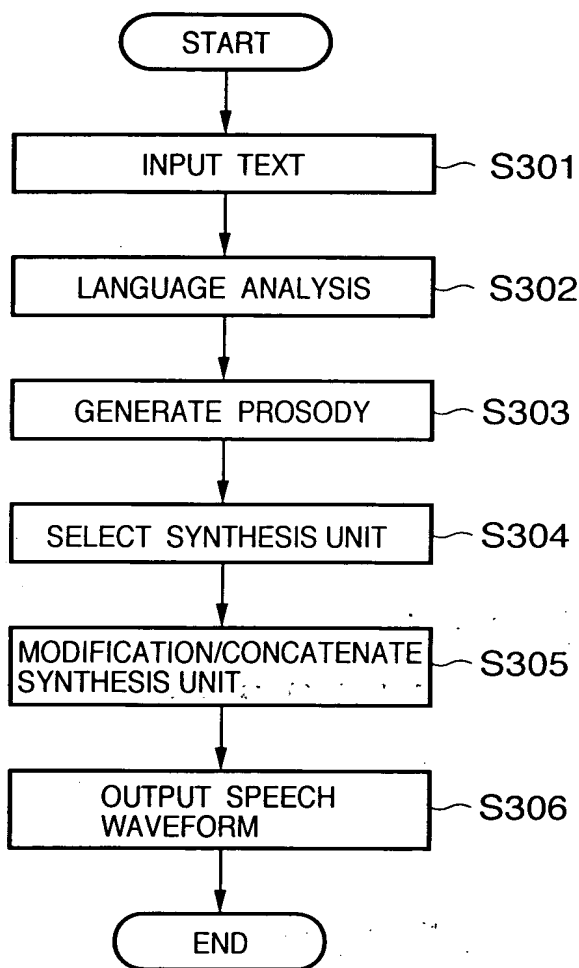 START
INPUT TEXT
S301
LANGUAGE ANALYSIS
S302
GENERATE PROSODY
S303
SELECT SYNTHESIS UNIT
S304
MODIFICATION/CONCATENATE
SYNTHESIS UNIT
S305
OUTPUT SPEECH
WAVEFORM
S306
END